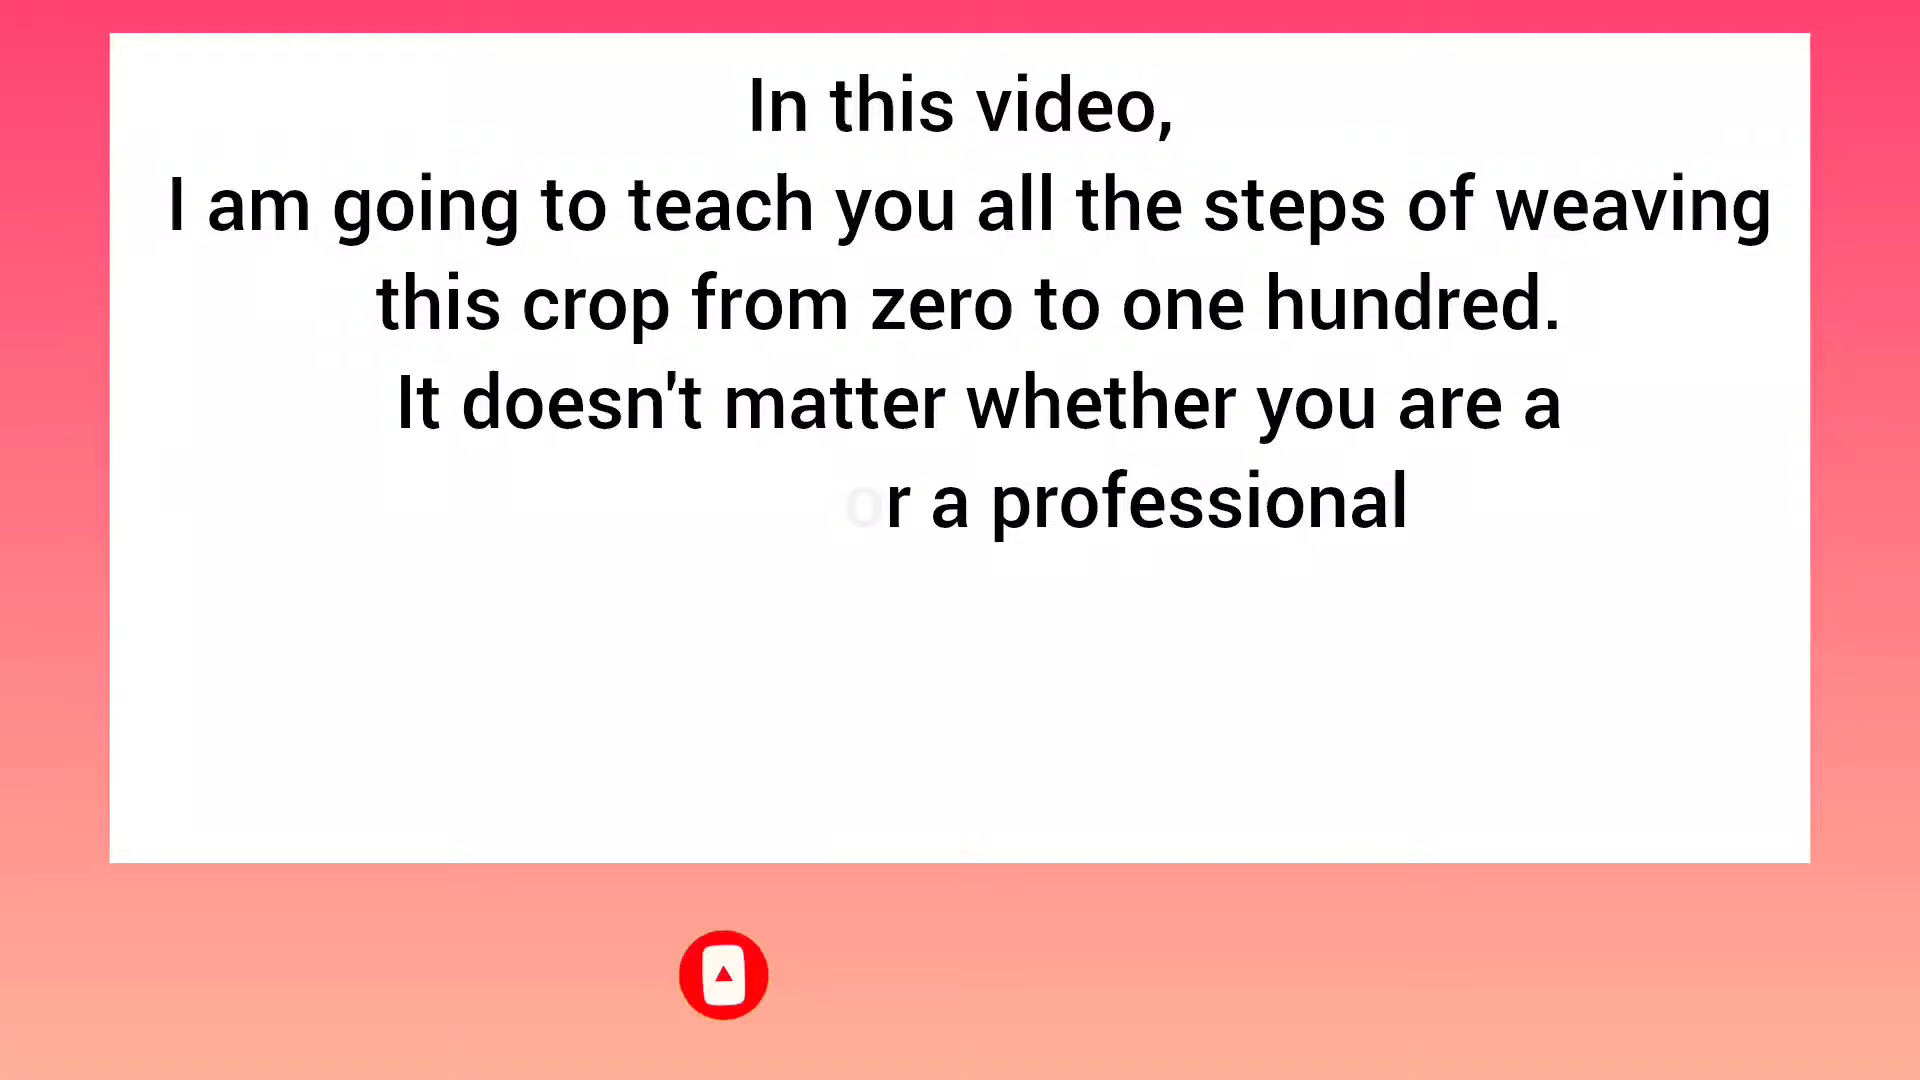 In this video,
I am going to teach you all the steps of weaving
this crop from zero to one hundred.
It doesn't matter whether you are a
or a professional